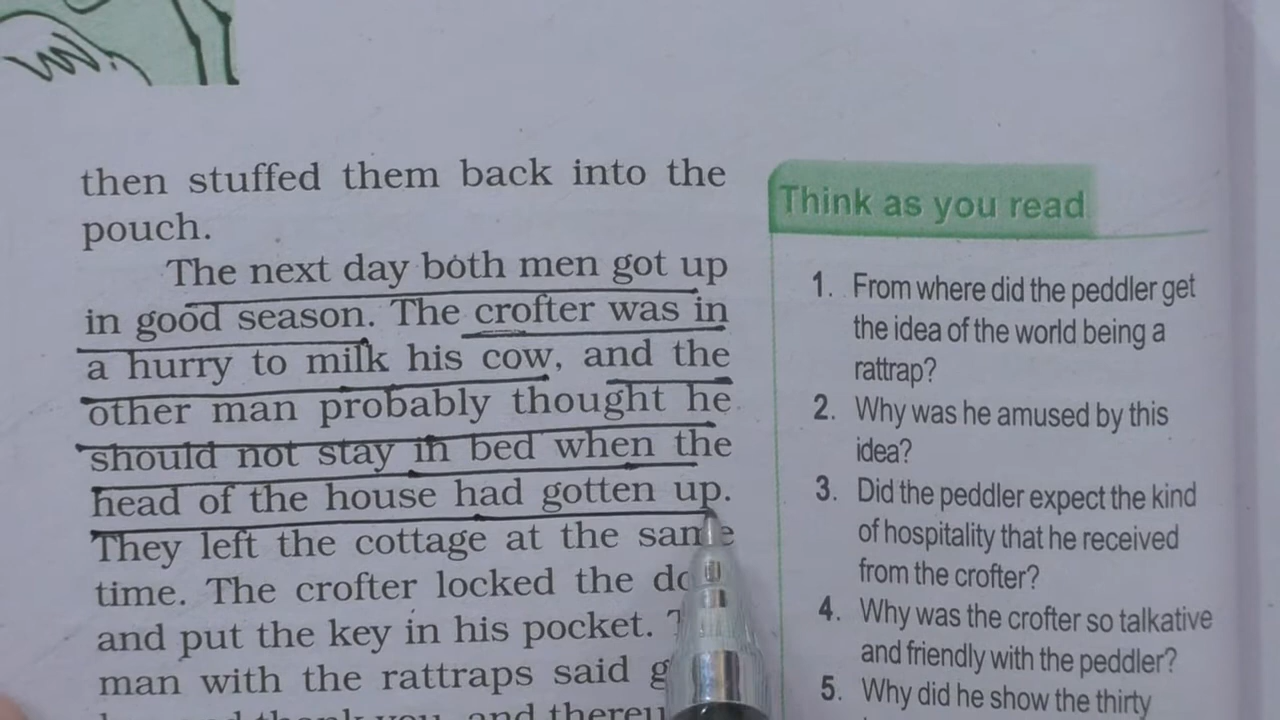 then stuffed them back into the
pouch.
The next day both men got up
in good season. The crofter was in
a hurry to milk his cow, and the
other man probably thought he
should not stay in bed when the
head of the house had gotten up.
They left the cottage at the same
time. The crofter locked the
and put the key in his pocket.
man with the rattraps said
thank you, and
Think as you read
1. From where did the peddler get
the idea of the world being a
rattrap?
2. Why was he amused by this
idea?
3. Did the peddler expect the kind
of hospitality that he received
from the crofter?
4. Why was the crofter so talkative
and friendly with the peddler?
5. Why did he show the thirty